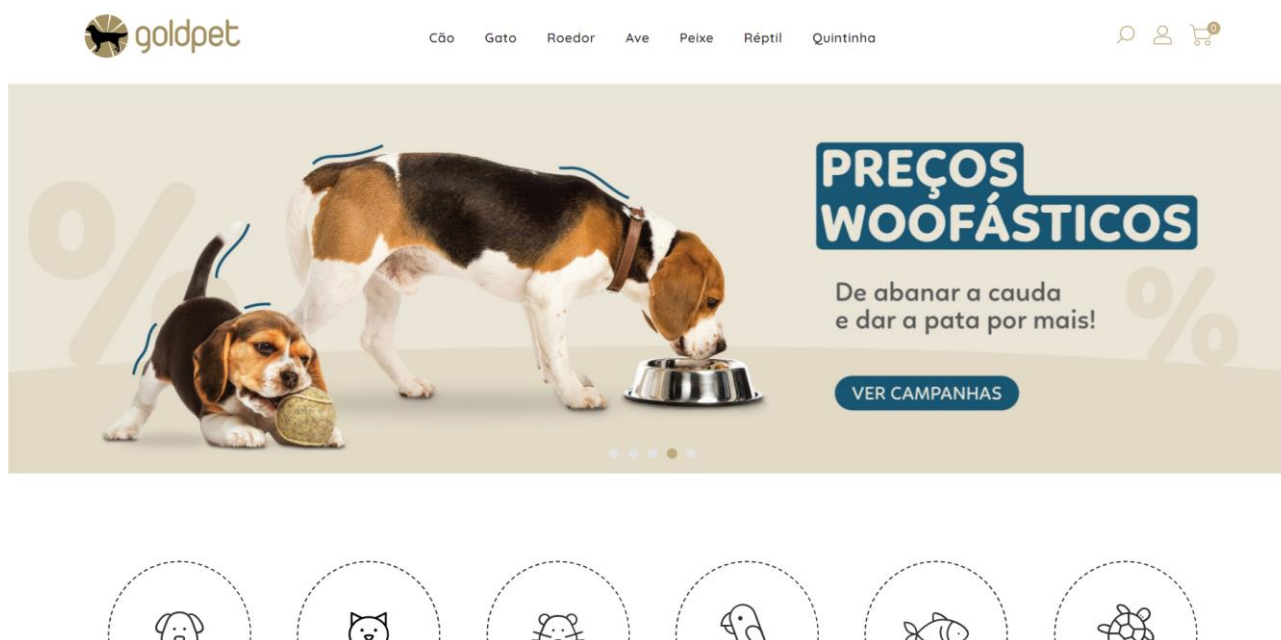 goldpet
Cão Gato Roedor Ave Peixe Réptil Quintinha
0
PREÇOS
WOOFÁSTICOS
De abanar a cauda
e dar a pata por mais!
VER CAMPANHAS
%
%